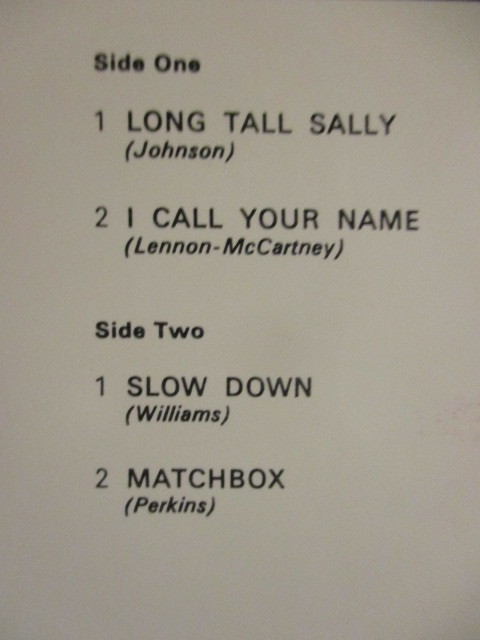 Side One
1 LONG TALL SALLY
(Johnson)
2 I CALL YOUR NAME
(Lennon-McCartney)
Side Two
1 SLOW DOWN
(Williams)
2 MATCHBOX
(Perkins)